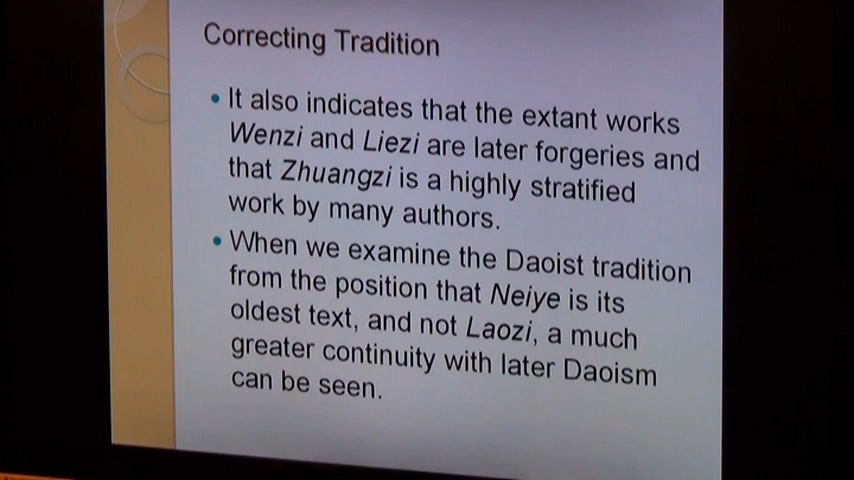 Correcting Tradition
• It also indicates that the extant works
Wenzi and Liezi are later forgeries and
that Zhuangzi is a highly stratified
work by many authors.
• When we examine the Daoist tradition
from the position that Neiye is its
oldest text, and not Laozi, a much
greater continuity with later Daoism
can be seen.